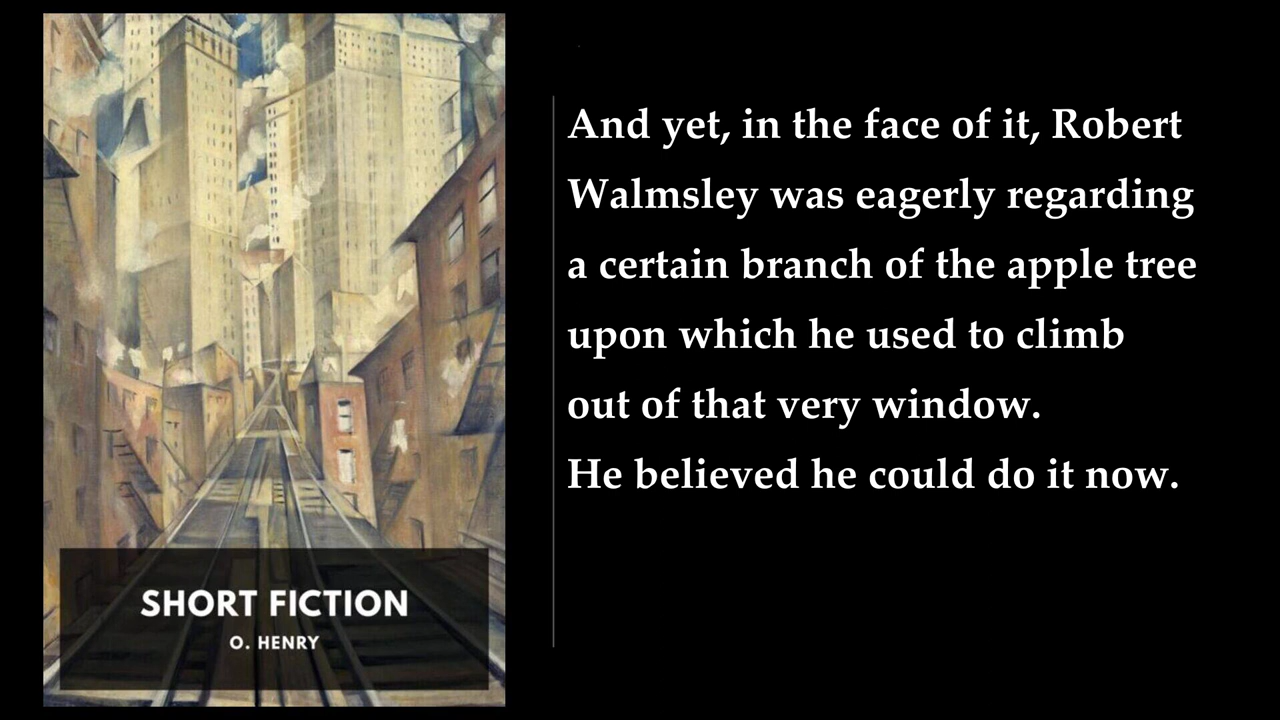 SHORT FICTION
O. HENRY
And yet, in the face of it, Robert
Walmsley was eagerly regarding
a certain branch of the apple tree
upon which he used to climb
out of that very window.
He believed he could do it now.